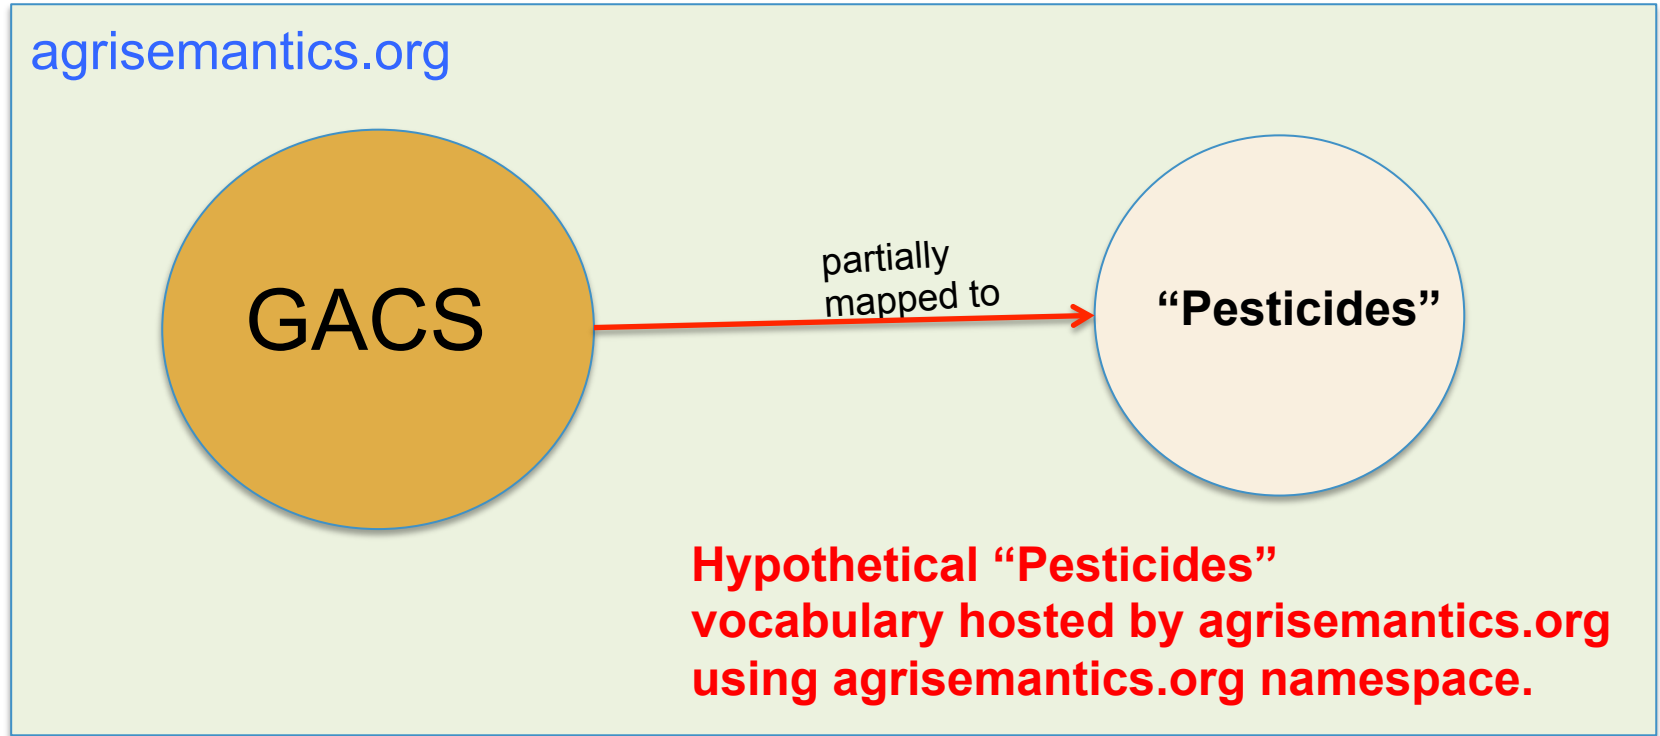 agrisemantics.org
GACS
partially
mapped to
“Pesticides”
Hypothetical “Pesticides”
vocabulary hosted by agrisemantics.org
using agrisemantics.org namespace.